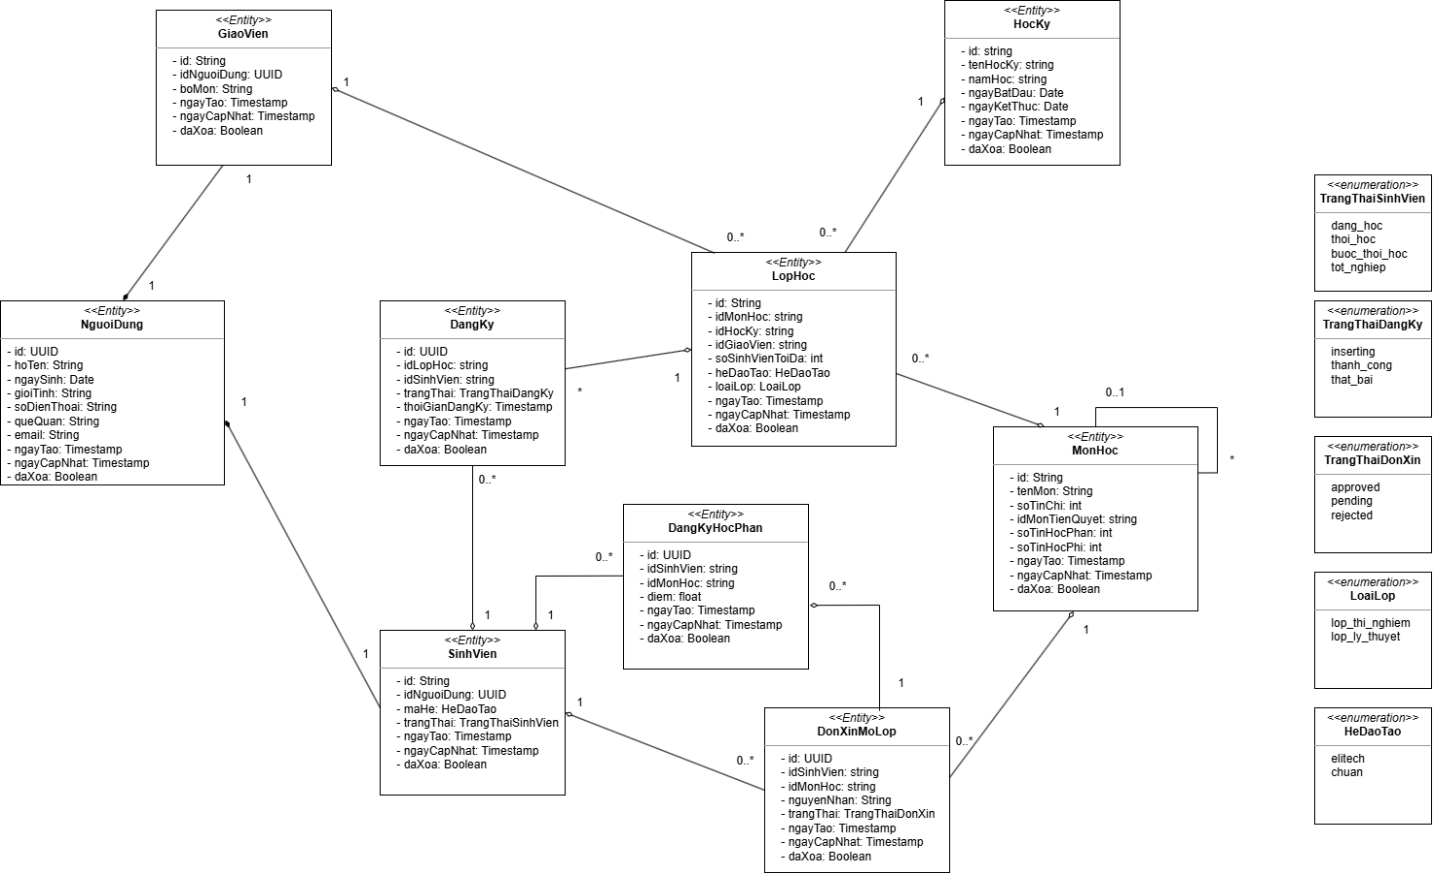 <<Entity>>
GiaoVien
- id: String
- idNguoiDung: UUID
- boMon: String
- ngayTao: Timestamp
- ngayCapNhat: Timestamp
- daXoa: Boolean
<<Entity>>
HocKy
- id: string
- tenHocKy: string
- namHoc: string
- ngayBatDau: Date
- ngayKetThuc: Date
- ngayTao: Timestamp
- ngayCapNhat: Timestamp
- daXoa: Boolean
1
1
1
0..*
0..*
1
<<Entity>>
NguoiDung
- id: UUID
- hoTen: String
- ngaySinh: Date
- gioiTinh: String
- soDienThoai: String
- queQuan: String
- email: String
- ngayTao: Timestamp
- ngayCapNhat: Timestamp
- daXoa: Boolean
1
1
<<Entity>>
DangKy
- id: UUID
- idLopHoc: string
- idSinhVien: string
- trangThai: TrangThaiDangKy
- thoiGianDangKy: Timestamp
- ngayTao: Timestamp
- ngayCapNhat: Timestamp
- daXoa: Boolean
*
1
0..*
1
<<Entity>>
LopHoc
- id: String
- idMonHoc: string
- idHocKy: string
- idGiaoVien: string
- soSinhVienToiDa: int
- heDaoTao: HeDaoTao
- loaiLop: LoaiLop
- ngayTao: Timestamp
- ngayCapNhat: Timestamp
- daXoa: Boolean
0..*
1
0..1
*
<<Entity>>
MonHoc
- id: String
- tenMon: String
- soTinChi: int
- idMonTienQuyet: string
- soTinHocPhan: int
- soTinHocPhi: int
- ngayTao: Timestamp
- ngayCapNhat: Timestamp
- daXoa: Boolean
<<Entity>>
DangKyHocPhan
- id: UUID
- idSinhVien: string
- idMonHoc: string
- diem: float
- ngayTao: Timestamp
- ngayCapNhat: Timestamp
- daXoa: Boolean
0..*
1
0..*
1
<<Entity>>
SinhVien
- id: String
- idNguoiDung: UUID
- maHe: HeDaoTao
- trangThai: TrangThaiSinhVien
- ngayTao: Timestamp
- ngayCapNhat: Timestamp
- daXoa: Boolean
1
0..*
1
0..*
<<Entity>>
DonXinMoLop
- id: UUID
- idSinhVien: string
- idMonHoc: string
- nguyenNhan: String
- trangThai: TrangThaiDonXin
- ngayTao: Timestamp
- ngayCapNhat: Timestamp
- daXoa: Boolean
<<enumeration>>
TrangThaiSinhVien
dang_hoc
thoi_hoc
buoc_thoi_hoc
tot_nghiep
<<enumeration>>
TrangThaiDangKy
inserting
thanh_cong
that_bai
<<enumeration>>
TrangThaiDonXin
approved
pending
rejected
<<enumeration>>
LoaiLop
lop_thi_nghiem
lop_ly_thuyet
<<enumeration>>
HeDaoTao
elitech
chuan